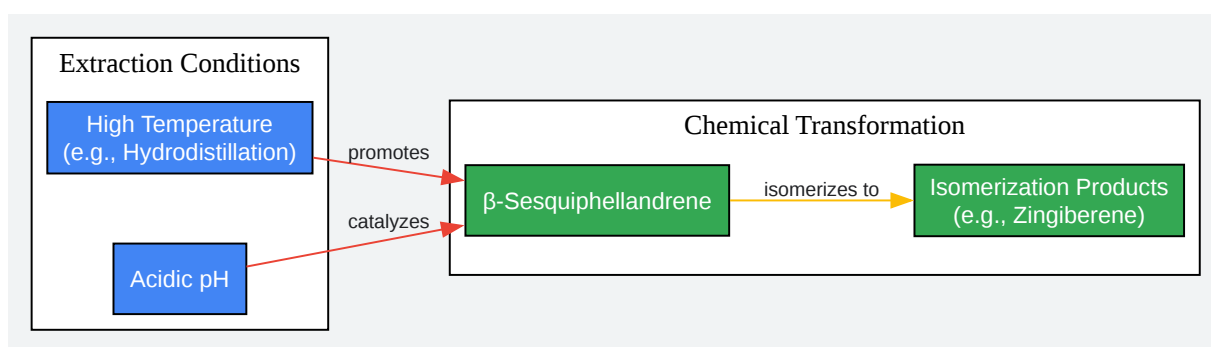 Extraction Conditions
High Temperature
(e.g., Hydrodistillation)
Acidic pH
promotes
catalyzes
Chemical Transformation
β-Sesquiphellandrene
isomerizes to
Isomerization Products
(e.g., Zingiberene)